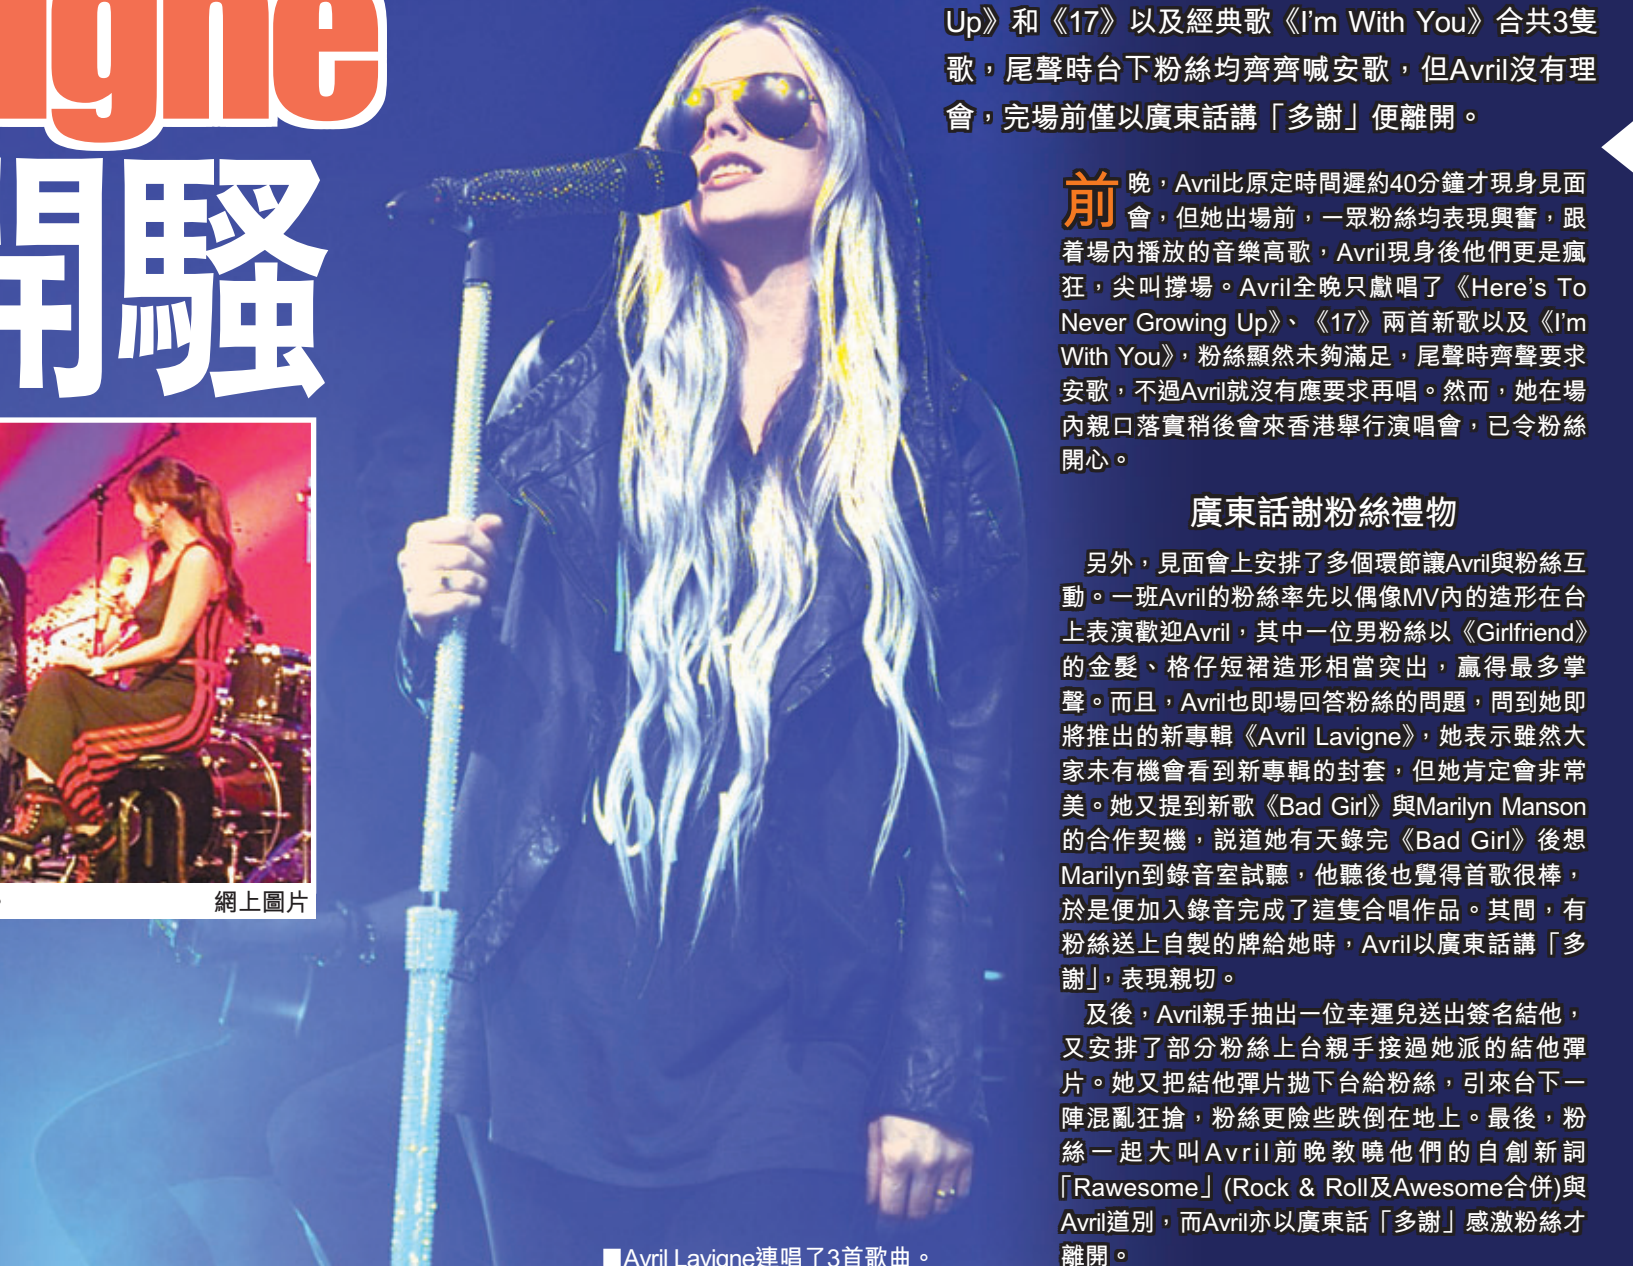 igne
開騷
Up》和《17》以及經典歌《I'm With You》合共3隻
歌，尾聲時台下粉絲均齊齊喊安歌，但Avril沒有理
會，完場前僅以廣東話講「多謝」便離開。
前晚，Avril比原定時間遲約40分鐘才現身見面
會，但她出場前，一眾粉絲均表現興奮，跟
着場內播放的音樂高歌，Avril現身後他們更是瘋
狂，尖叫撐場。Avril全晚只獻唱了《Here's To
Never Growing Up》、《17》兩首新歌以及《I'm
With You》，粉絲顯然未夠滿足，尾聲時齊聲要求
安歌，不過Avril就沒有應要求再唱。然而，她在場
內親口落實稍後會來香港舉行演唱會，已令粉絲
開心。
廣東話謝粉絲禮物
另外，見面會上安排了多個環節讓Avril與粉絲互
動。一班Avril的粉絲率先以偶像MV內的造形在台
上表演歡迎Avril，其中一位男粉絲以《Girlfriend》
的金髮、格仔短裙造形相當突出，贏得最多掌
聲。而且，Avril也即場回答粉絲的問題，問到她即
將推出的新專輯《Avril Lavigne》，她表示雖然大
家未有機會看到新專輯的封套，但她肯定會非常
美。她又提到新歌《Bad Girl》與Marilyn Manson
的合作契機，説道她有天錄完《Bad Girl》後想
Marilyn到錄音室試聽，他聽後也覺得首歌很棒，
於是便加入錄音完成了這隻合唱作品。其間，有
粉絲送上自製的牌給她時，Avril以廣東話講「多
謝」，表現親切。
及後，Avril親手抽出一位幸運兒送出簽名結他，
又安排了部分粉絲上台親手接過她派的結他彈
片。她又把結他彈片拋下台給粉絲，引來台下一
陣混亂狂搶，粉絲更險些跌倒在地上。最後，粉
絲一起大叫Avril前晚教曉他們的自創新詞
「Rawesome」(Rock & Roll及Awesome合併)與
Avril道別，而Avril亦以廣東話「多謝」感激粉絲才
離開。
。 網上圖片
■Avril Lavigne連唱了3首歌曲。